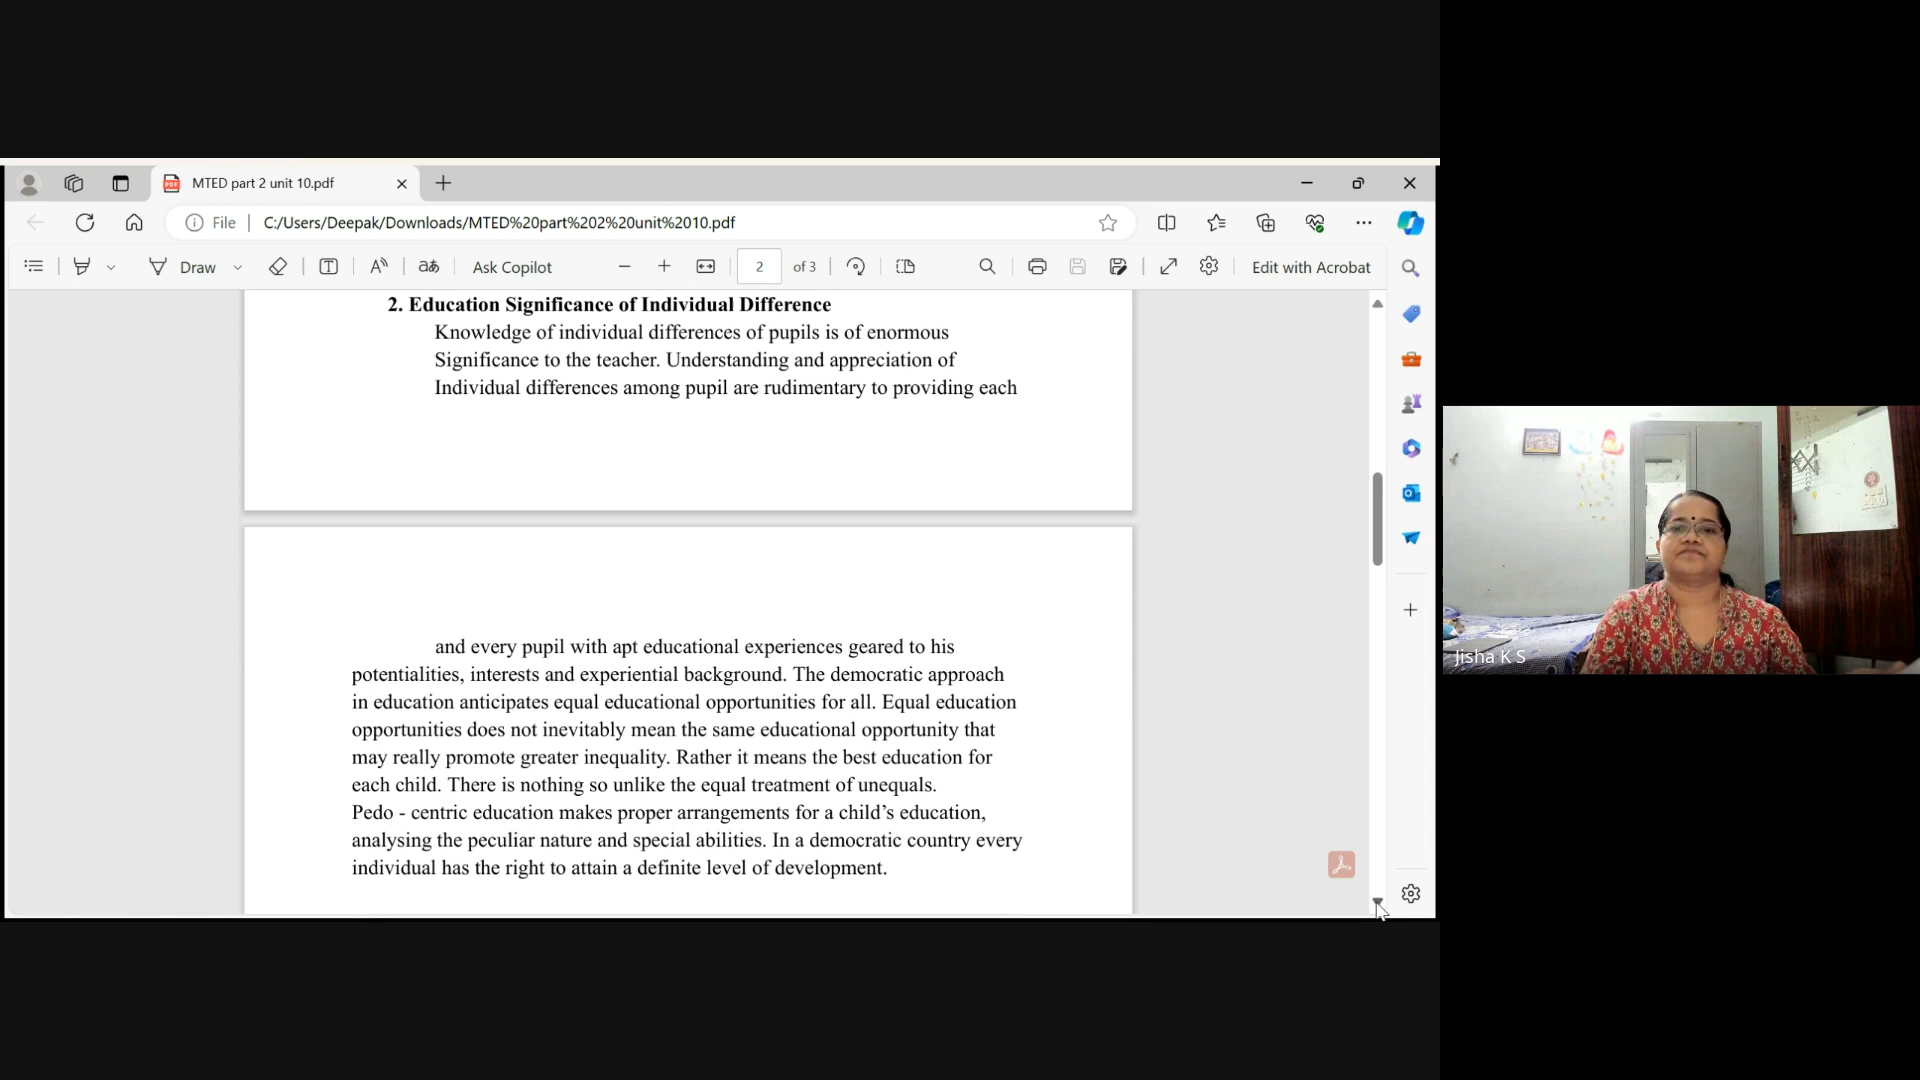 MTED part 2 unit 10.pdf
File
C:/Users/Deepak/Downloads/MTED%20part%202%20unit%2010.pdf
Draw
aあ
Ask Copilot
2
of 3
Edit with Acrobat
2. Education Significance of Individual Difference
Knowledge of individual differences of pupils is of enormous
Significance to the teacher. Understanding and appreciation of
Individual differences among pupil are rudimentary to providing each
and every pupil with apt educational experiences geared to his
potentialities, interests and experiential background. The democratic approach
in education anticipates equal educational opportunities for all. Equal education
opportunities does not inevitably mean the same educational opportunity that
may really promote greater inequality. Rather it means the best education for
each child. There is nothing so unlike the equal treatment of unequals.
Pedo - centric education makes proper arrangements for a child’s education,
analysing the peculiar nature and special abilities. In a democratic country every
individual has the right to attain a definite level of development.
Jisha K S